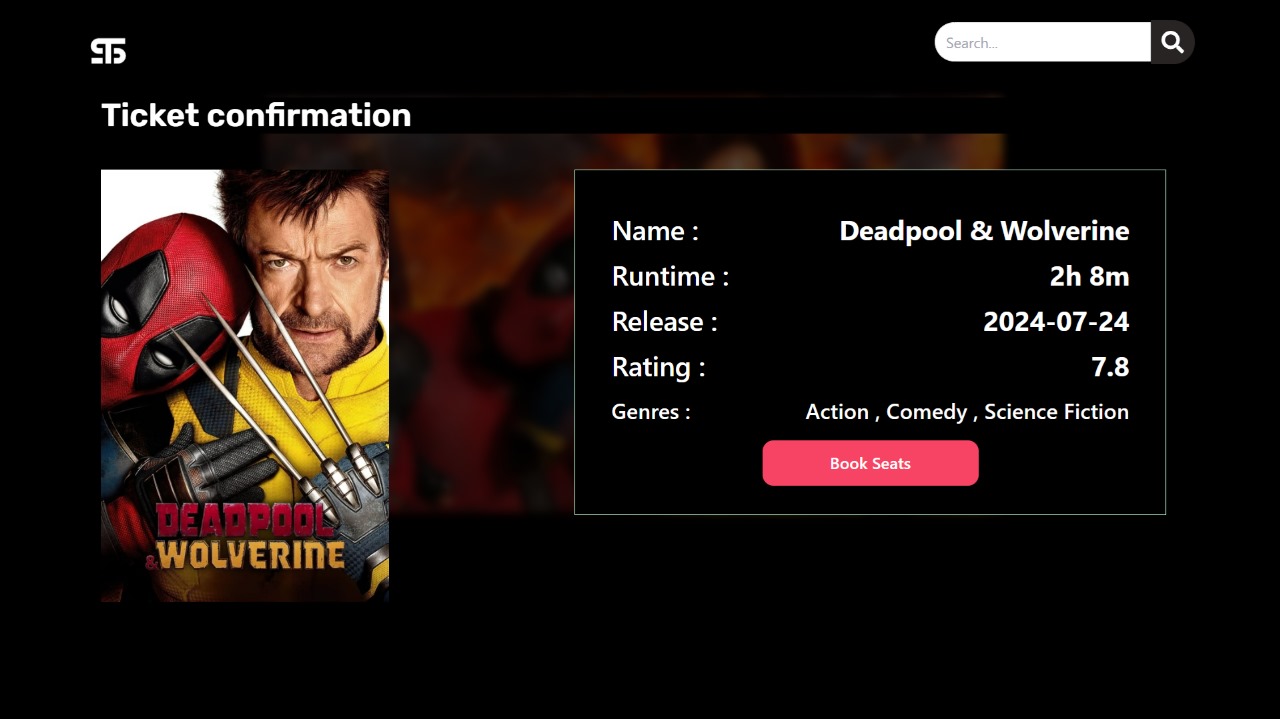 Search...
Ticket confirmation
DEADPOOL
& WOLVERINE
Name : Deadpool & Wolverine
Runtime : 2h 8m
Release : 2024-07-24
Rating : 7.8
Genres : Action , Comedy , Science Fiction
Book Seats